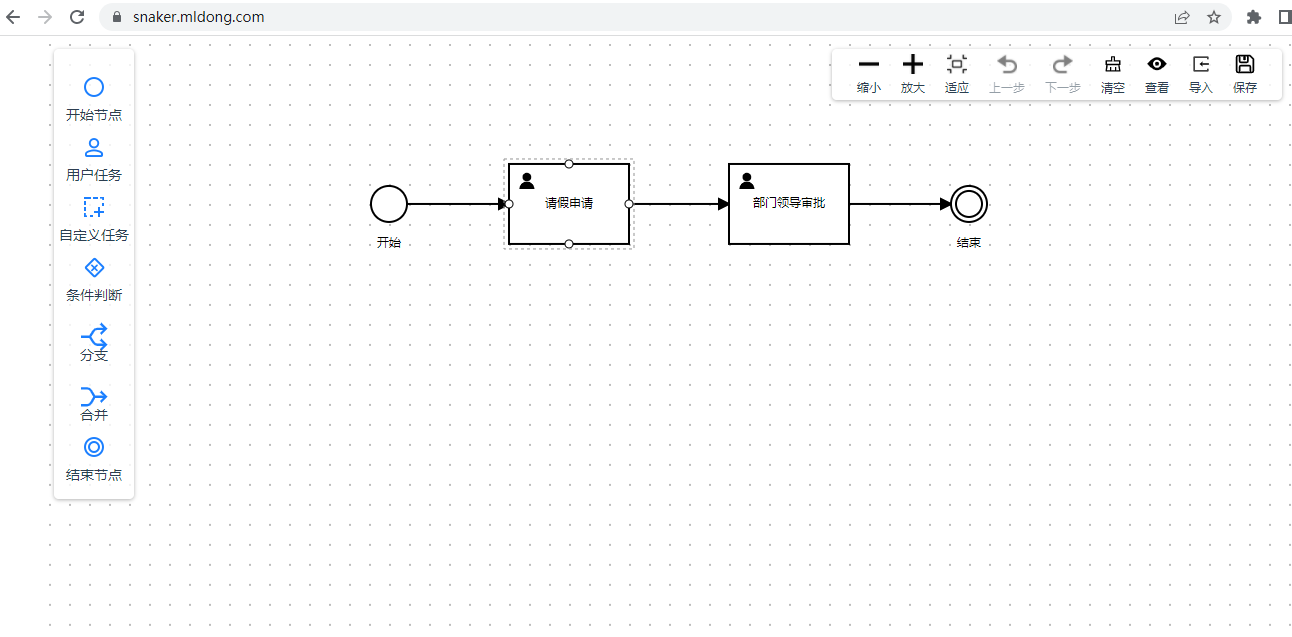 snaker.mldong.com
缩小 放大 适应 上一步 下一步 清空 查看 导入 保存
开始节点
用户任务
自定义任务
条件判断
分支
合并
结束节点
开始
请假申请
部门领导审批
结束